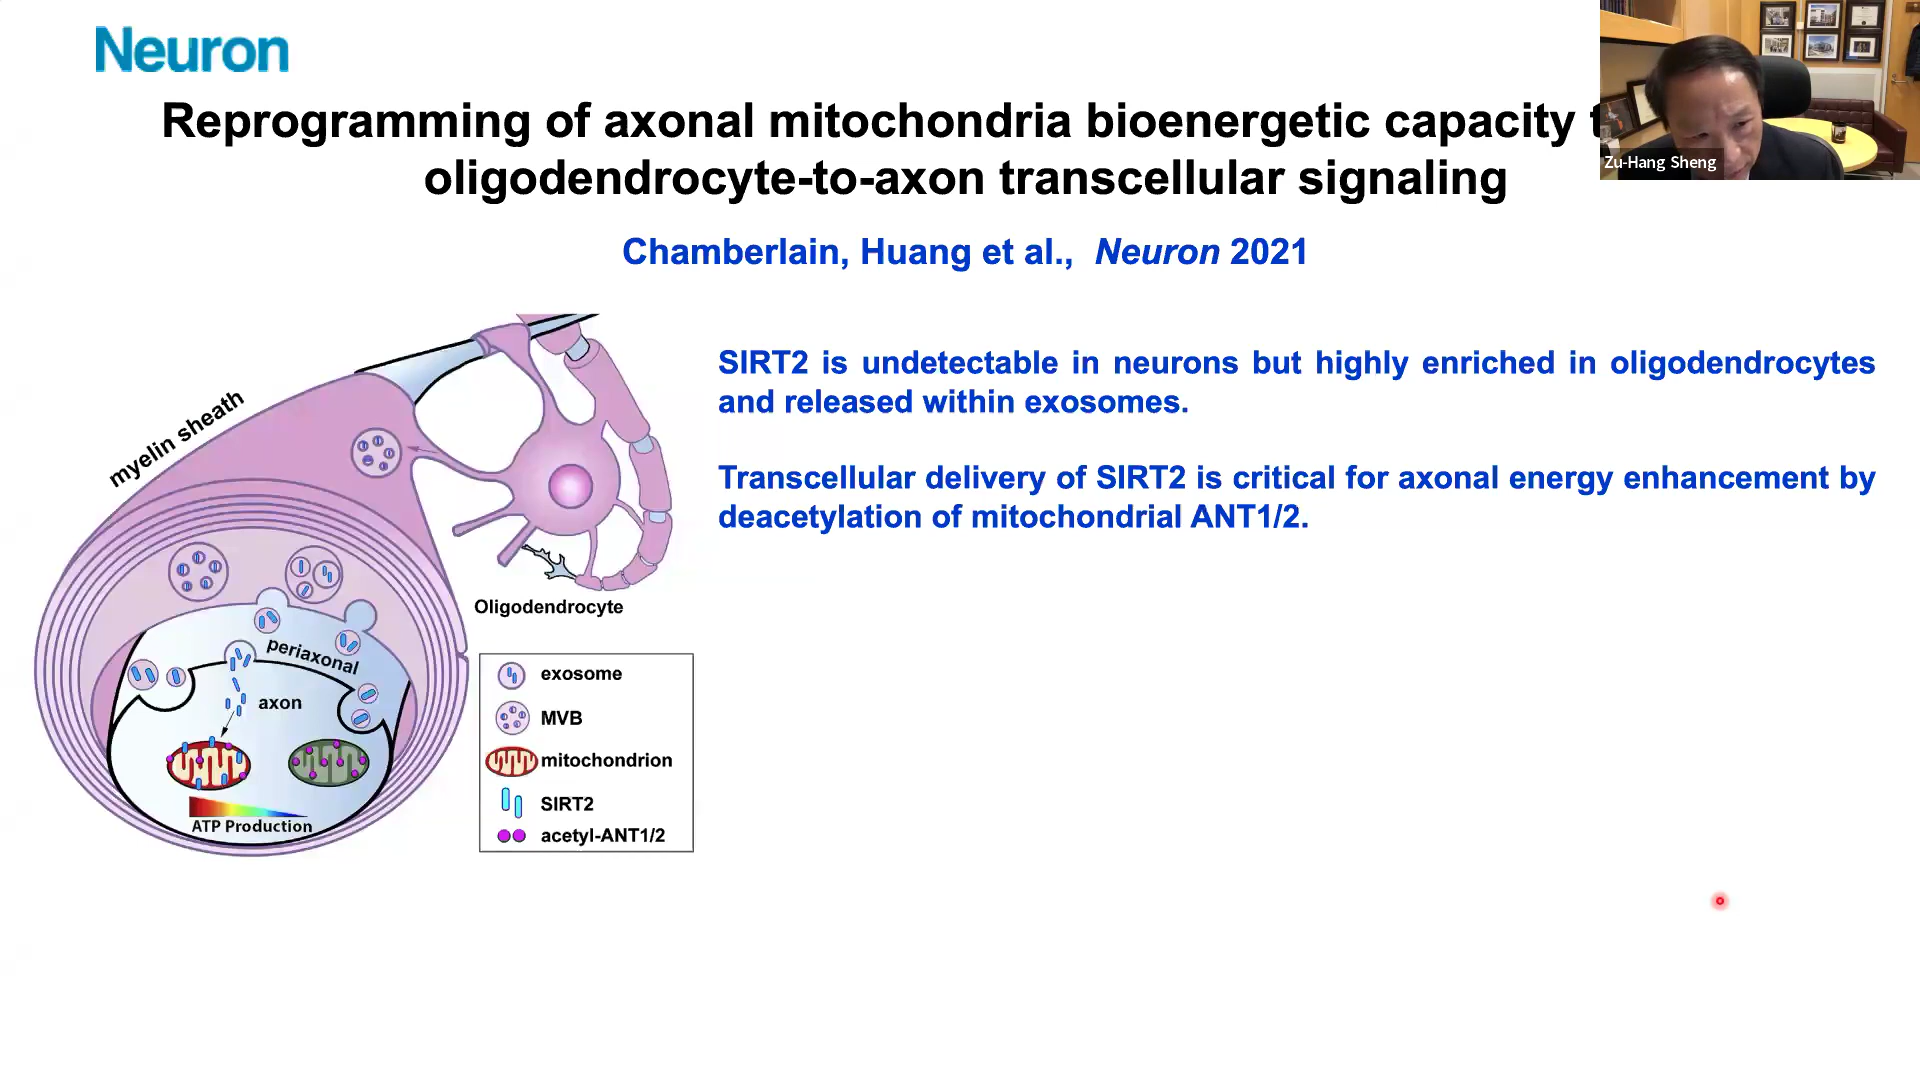 Neuron
Reprogramming of axonal mitochondria bioenergetic capacity
oligodendrocyte-to-axon transcellular signaling
Zu-Hang Sheng
Chamberlain, Huang et al., Neuron 2021
SIRT2 is undetectable in neurons but highly enriched in oligodendrocytes
and released within exosomes.
Transcellular delivery of SIRT2 is critical for axonal energy enhancement by
deacetylation of mitochondrial ANT1/2.
myelin sheath
Oligodendrocyte
periaxonal
axon
ATP Production
exosome
MVB
mitochondrion
SIRT2
acetyl-ANT1/2